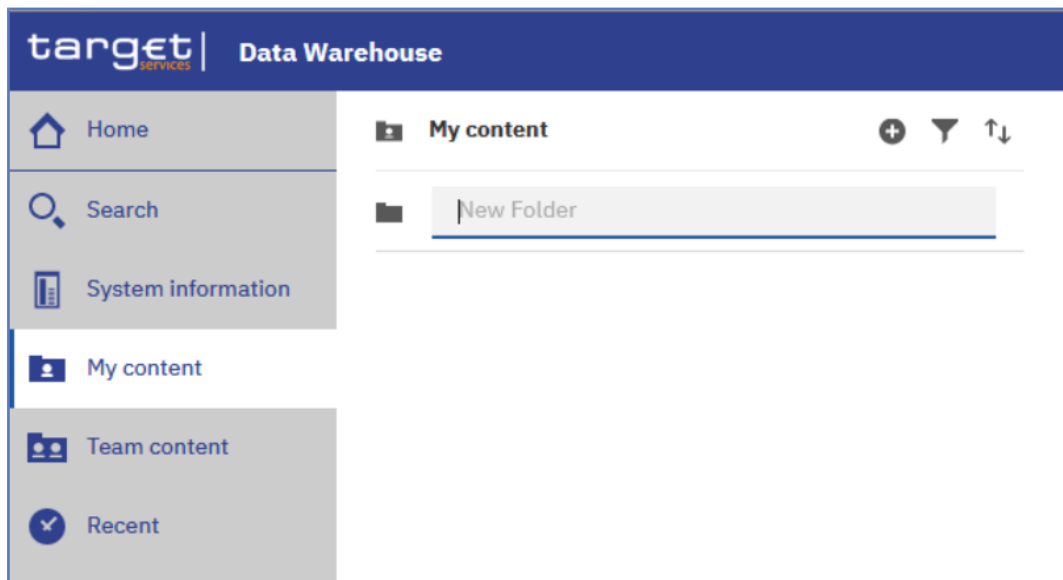 target| Data Warehouse
services
Home
My content
New Folder
Search
System information
My content
Team content
Recent